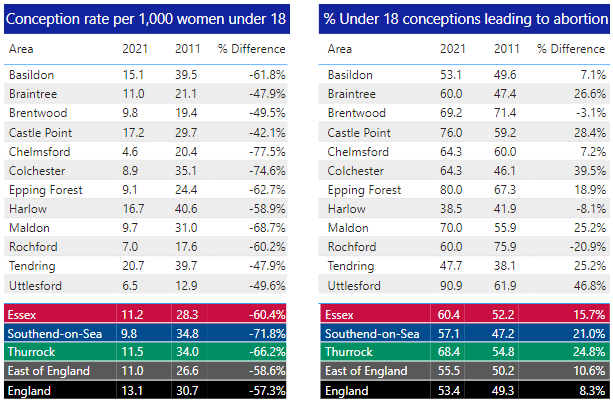 Conception rate per 1,000 women under 18
Area 2021 2011 % Difference
Basildon 15.1 39.5 -61.8%
Braintree 11.0 21.1 -47.9%
Brentwood 9.8 19.4 -49.5%
Castle Point 17.2 29.7 -42.1%
Chelmsford 4.6 20.4 -77.5%
Colchester 8.9 35.1 -74.6%
Epping Forest 9.1 24.4 -62.7%
Harlow 16.7 40.6 -58.9%
Maldon 9.7 31.0 -68.7%
Rochford 7.0 17.6 -60.2%
Tendring 20.7 39.7 -47.9%
Uttlesford 6.5 12.9 -49.6%
Essex 11.2 28.3 -60.4%
Southend-on-Sea 9.8 34.8 -71.8%
Thurrock 11.5 34.0 -66.2%
East of England 11.0 26.6 -58.6%
England 13.1 30.7 -57.3%
% Under 18 conceptions leading to abortion
Area 2021 2011 % Difference
Basildon 53.1 49.6 7.1%
Braintree 60.0 47.4 26.6%
Brentwood 69.2 71.4 -3.1%
Castle Point 76.0 59.2 28.4%
Chelmsford 64.3 60.0 7.2%
Colchester 64.3 46.1 39.5%
Epping Forest 80.0 67.3 18.9%
Harlow 38.5 41.9 -8.1%
Maldon 70.0 55.9 25.2%
Rochford 60.0 75.9 -20.9%
Tendring 47.7 38.1 25.2%
Uttlesford 90.9 61.9 46.8%
Essex 60.4 52.2 15.7%
Southend-on-Sea 57.1 47.2 21.0%
Thurrock 68.4 54.8 24.8%
East of England 55.5 50.2 10.6%
England 53.4 49.3 8.3%